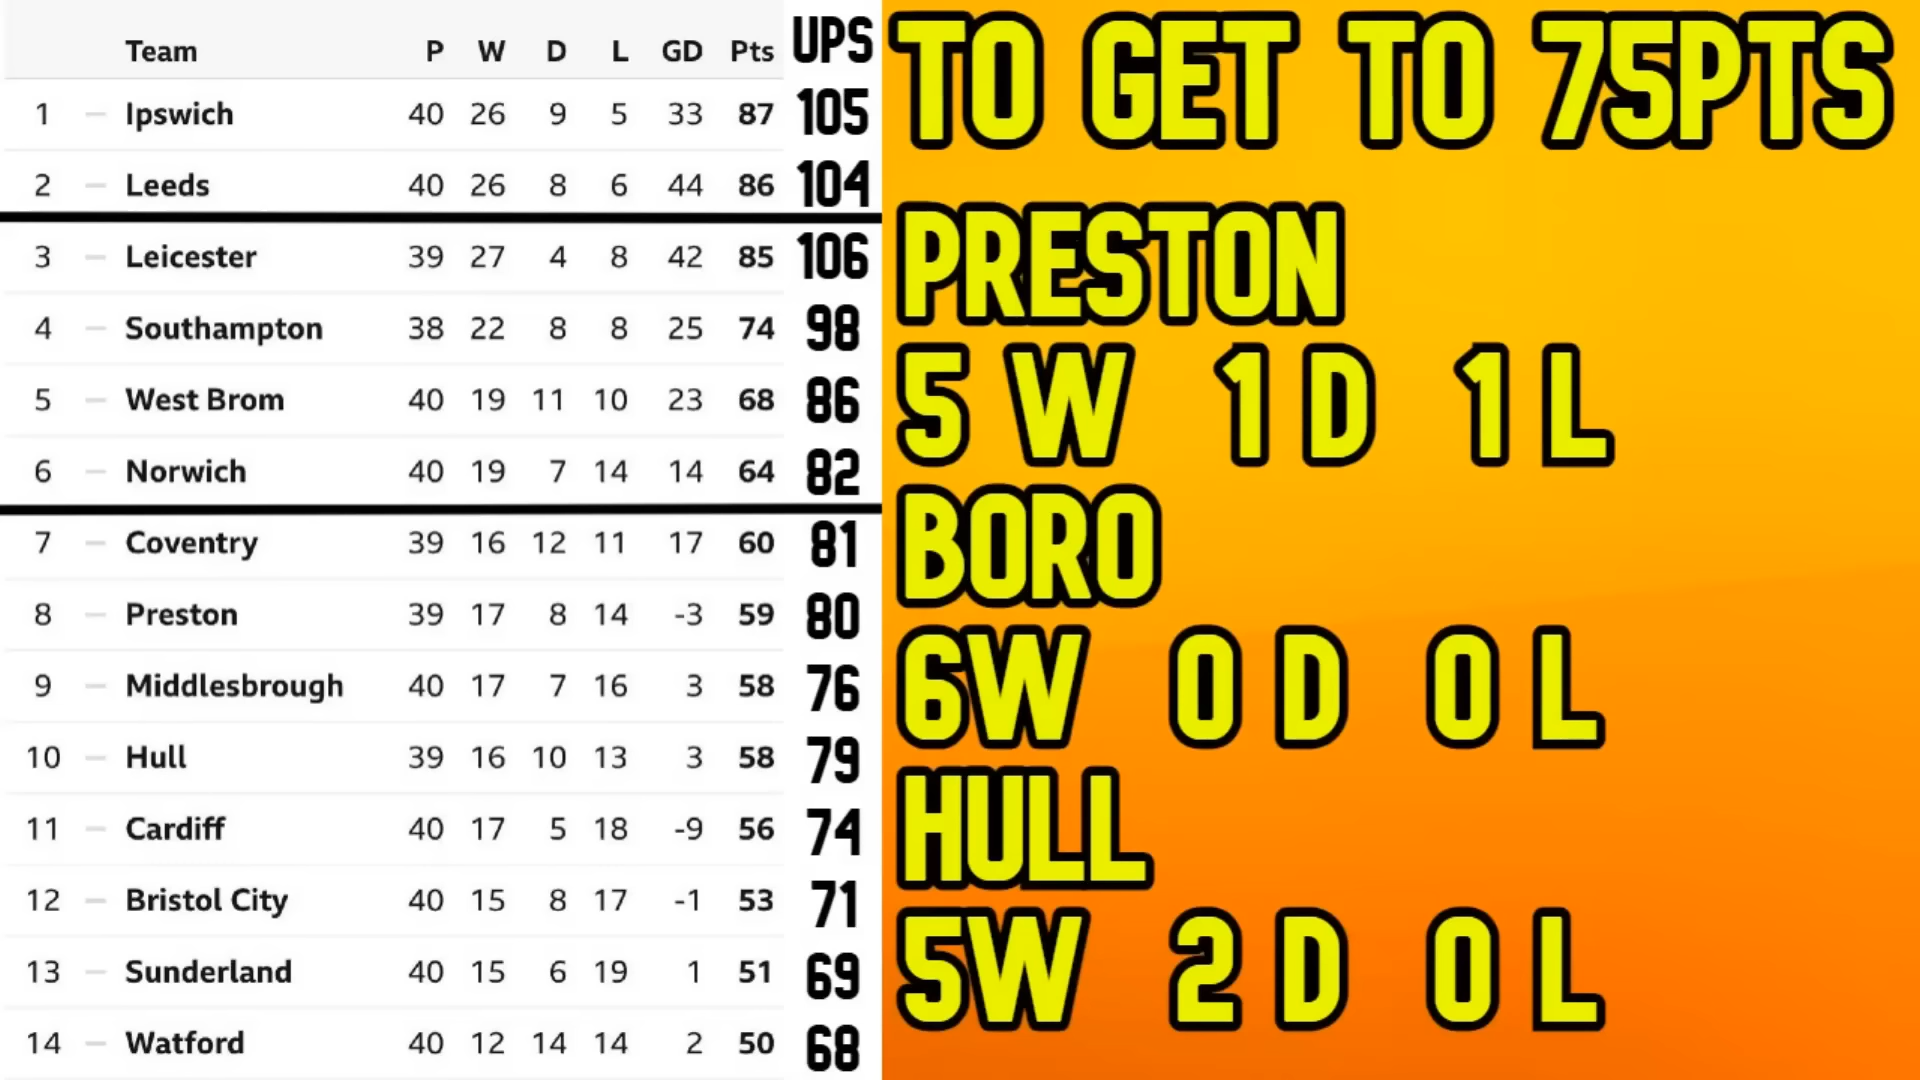 Team P W D L GD Pts UPS
1 Ipswich 40 26 9 5 33 87 105
2 Leeds 40 26 8 6 44 86 104
3 Leicester 39 27 4 8 42 85 106
4 Southampton 38 22 8 8 25 74 98
5 West Brom 40 19 11 10 23 68 86
6 Norwich 40 19 7 14 14 64 82
7 Coventry 39 16 12 11 17 60 81
8 Preston 39 17 8 14 -3 59 80
9 Middlesbrough 40 17 7 16 3 58 76
10 Hull 39 16 10 13 3 58 79
11 Cardiff 40 17 5 18 -9 56 74
12 Bristol City 40 15 8 17 -1 53 71
13 Sunderland 40 15 6 19 1 51 69
14 Watford 40 12 14 14 2 50 68
TO GET TO 75PTS
PRESTON
5 W 1 D 1 L
BORO
6W 0 D 0 L
HULL
5W 2 D 0 L